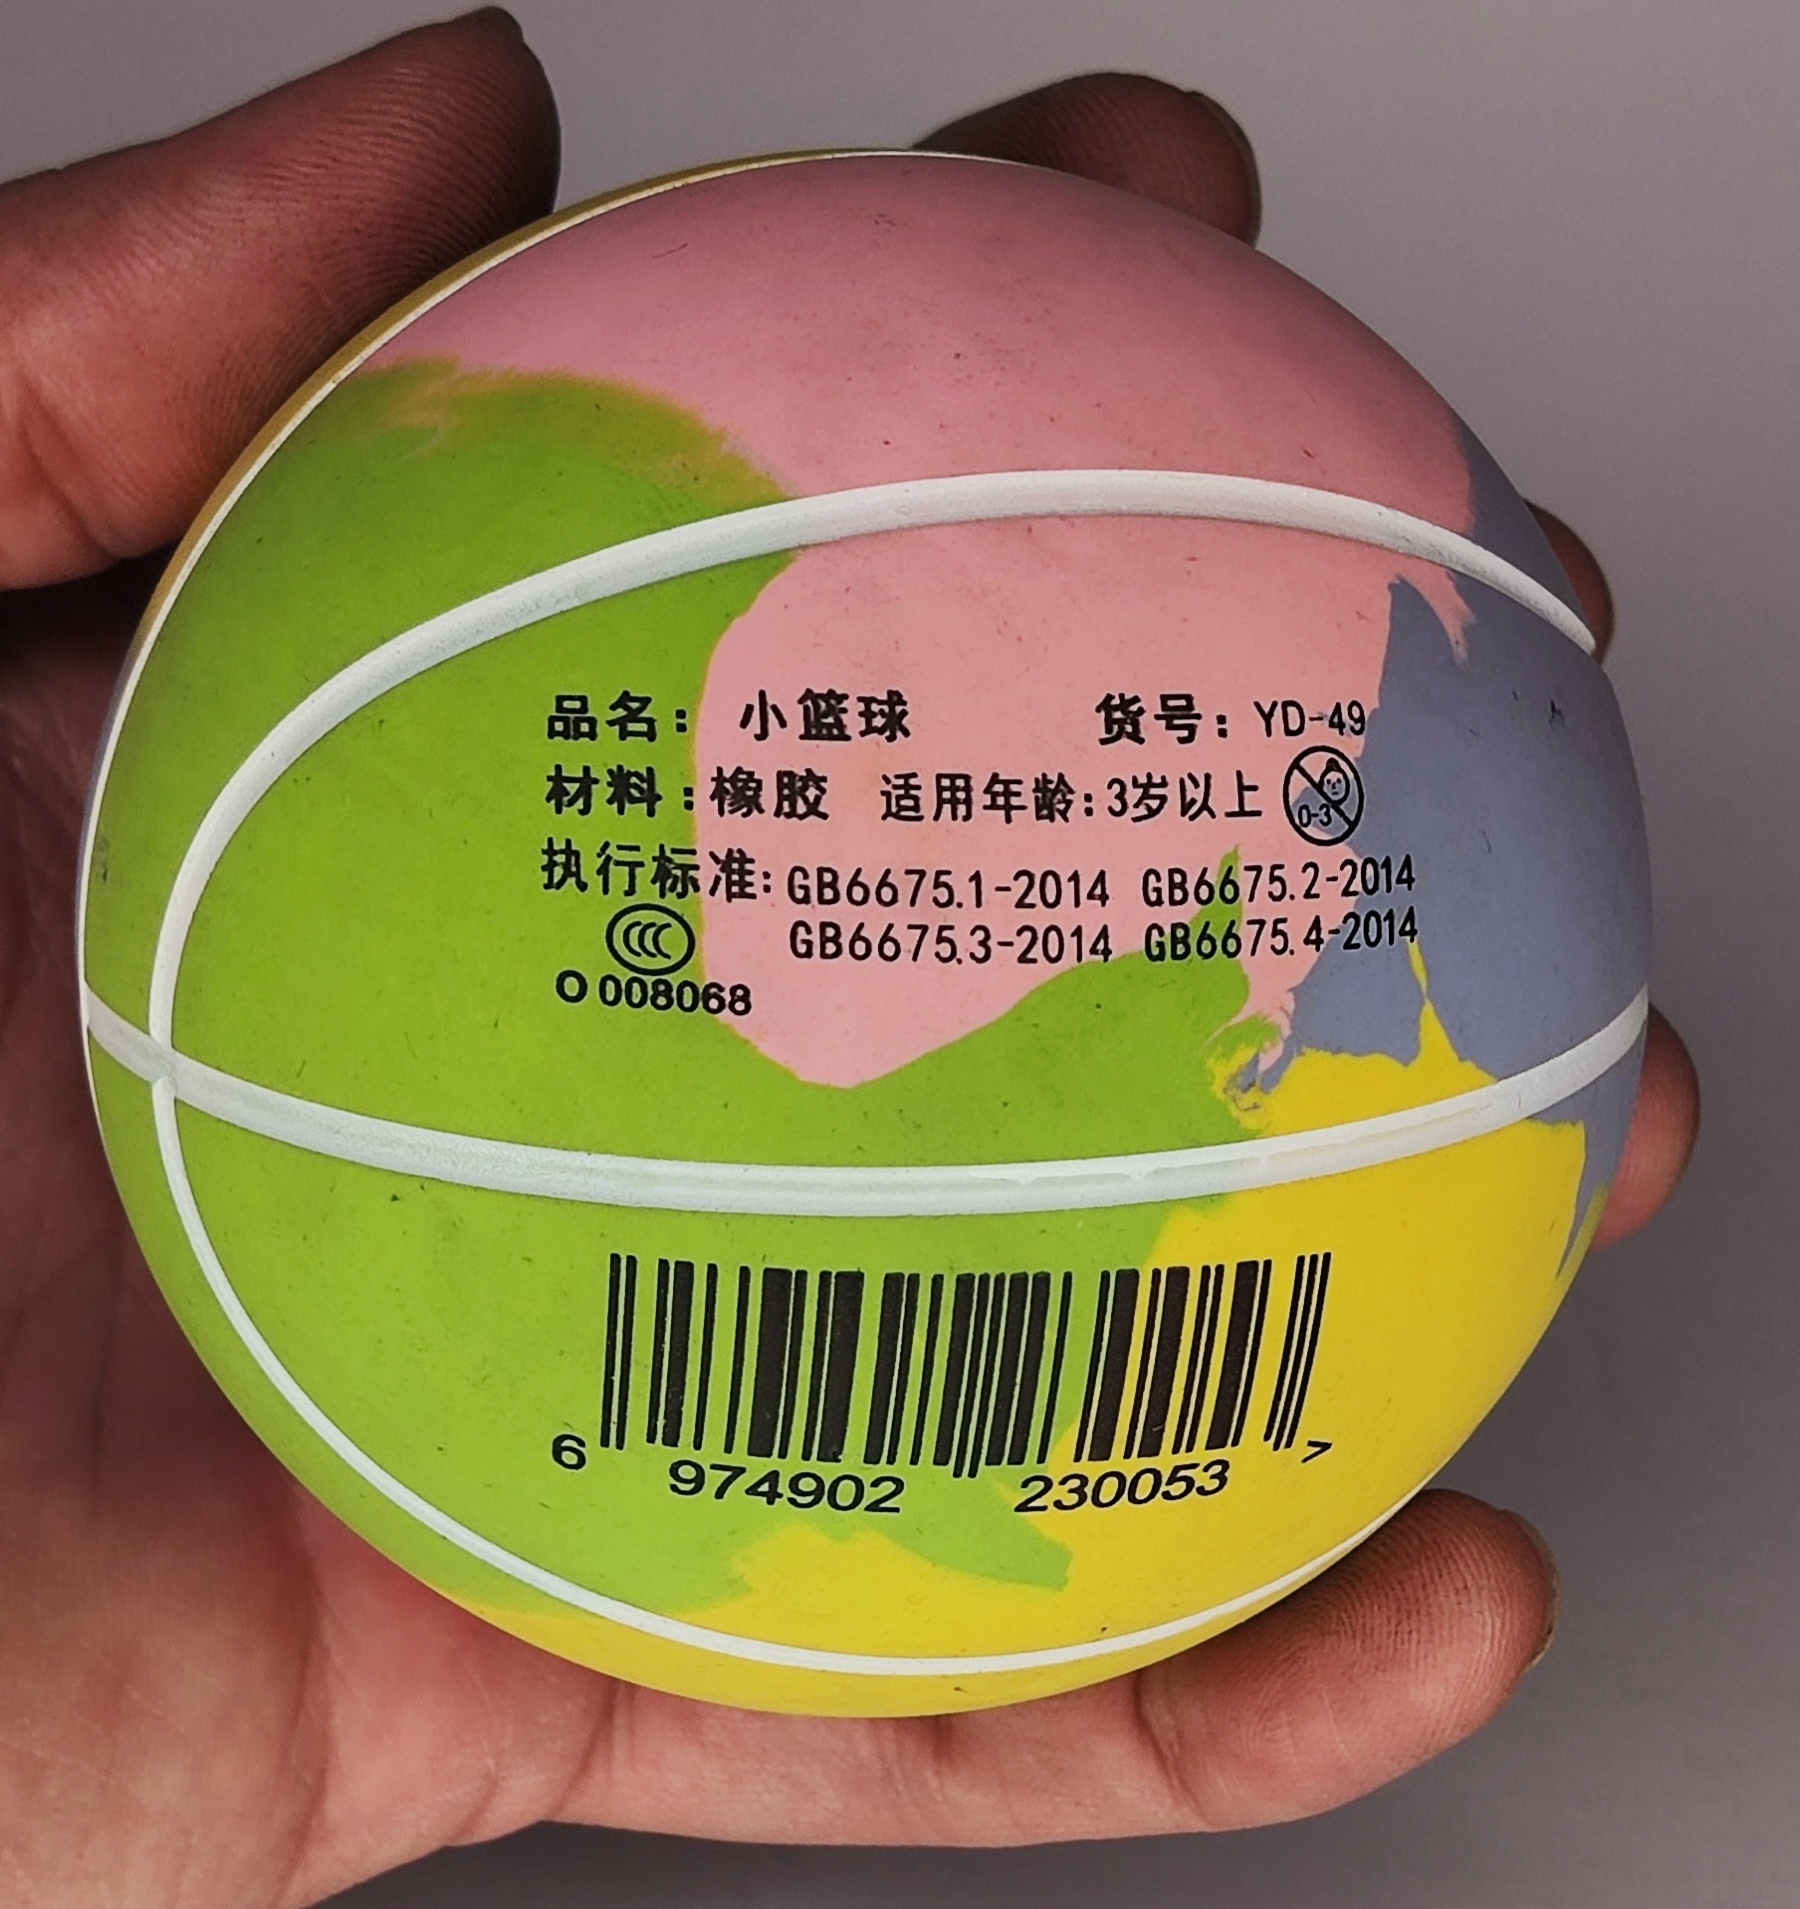 品名： 小篮球 货号：YD-49
材料：橡胶 适用年龄：3岁以上 0-3
执行标准：GB6675.1-2014 GB6675.2-2014
CCC GB6675.3-2014 GB6675.4-2014
O 008068
6 974902 230053 >